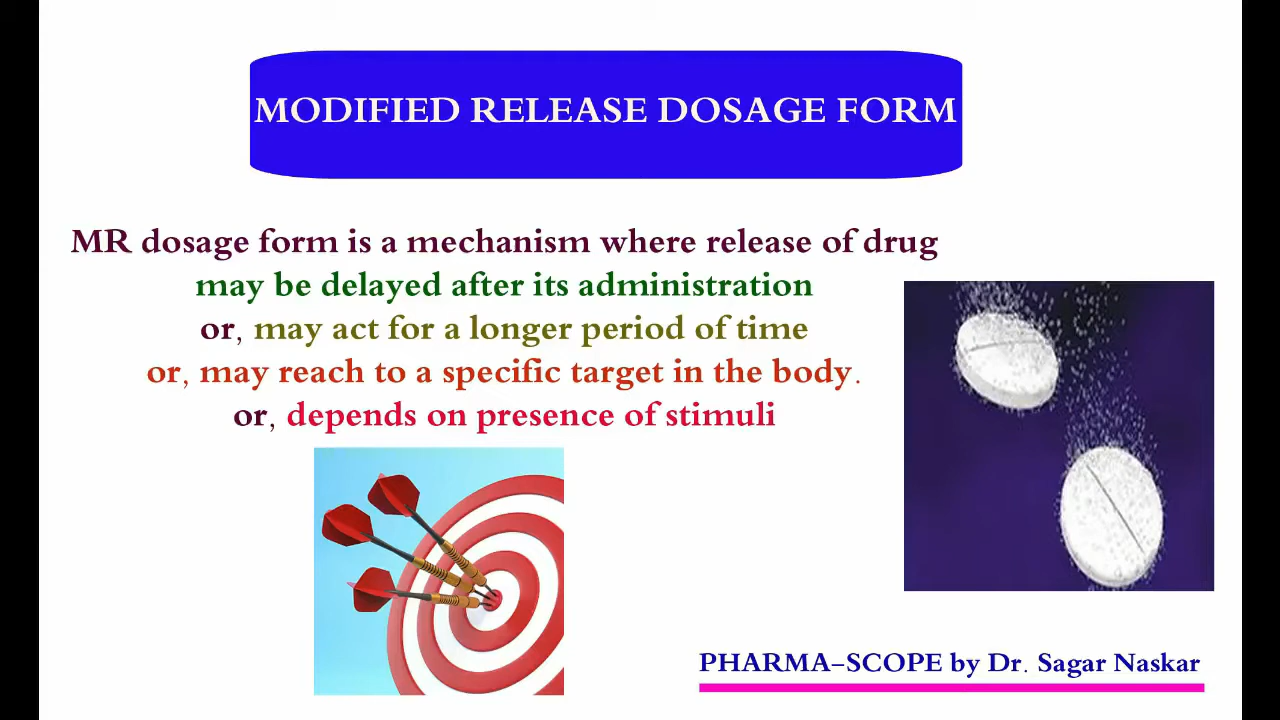 MODIFIED RELEASE DOSAGE FORM
MR dosage form is a mechanism where release of drug
may be delayed after its administration
or, may act for a longer period of time
or, may reach to a specific target in the body.
or, depends on presence of stimuli
PHARMA-SCOPE by Dr. Sagar Naskar